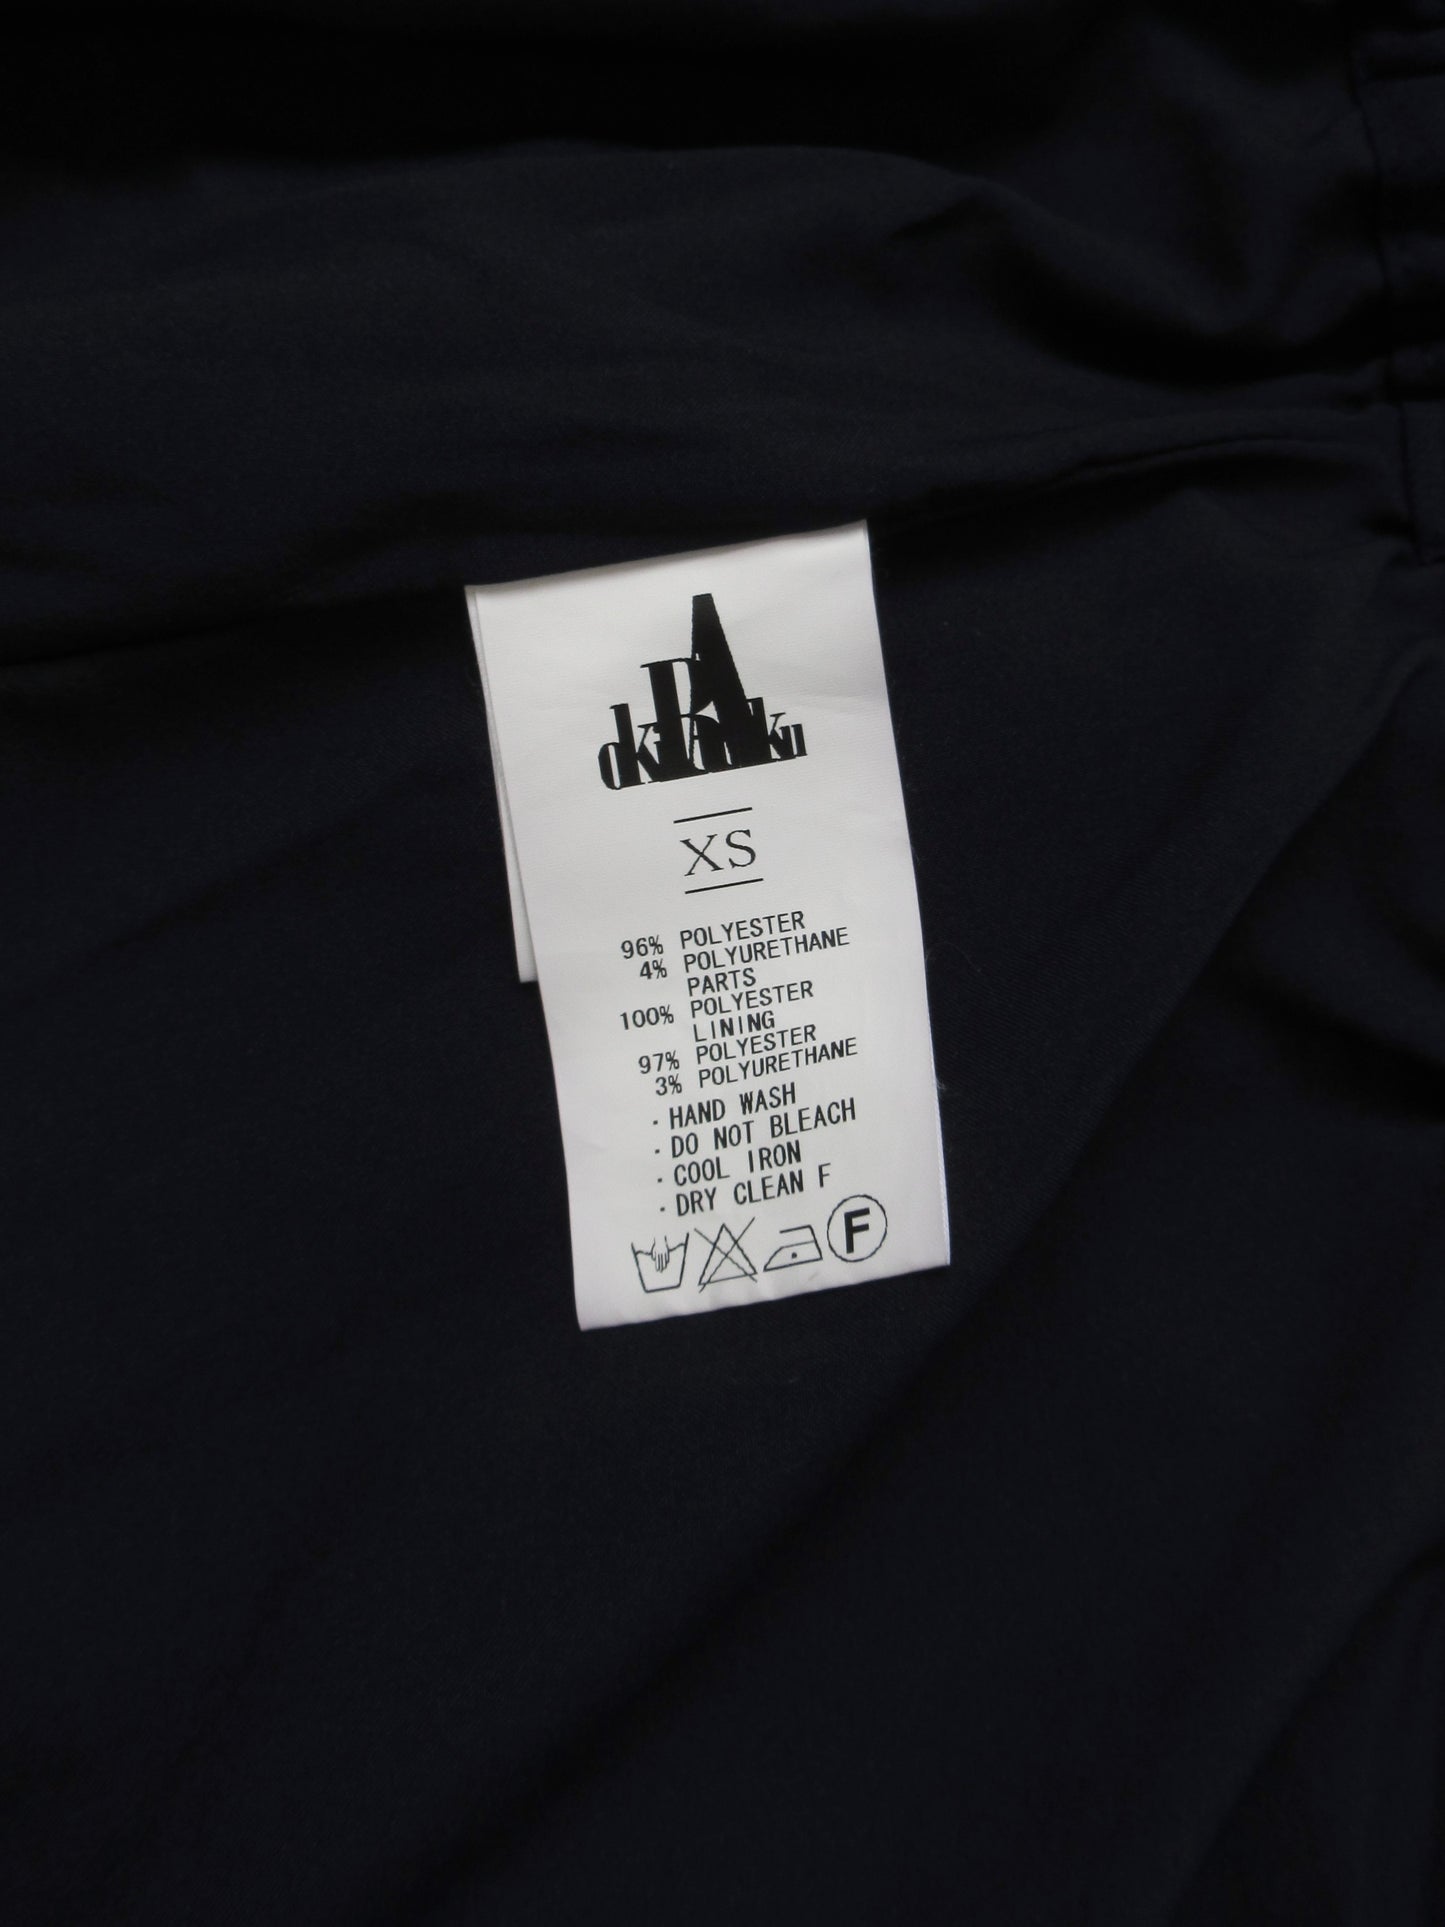 XS
96% POLYESTER
4% POLYURETHANE
PARTS
100% POLYESTER
LINING
97% POLYESTER
3% POLYURETHANE
· HAND WASH
· DO NOT BLEACH
· COOL IRON
· DRY CLEAN F
F